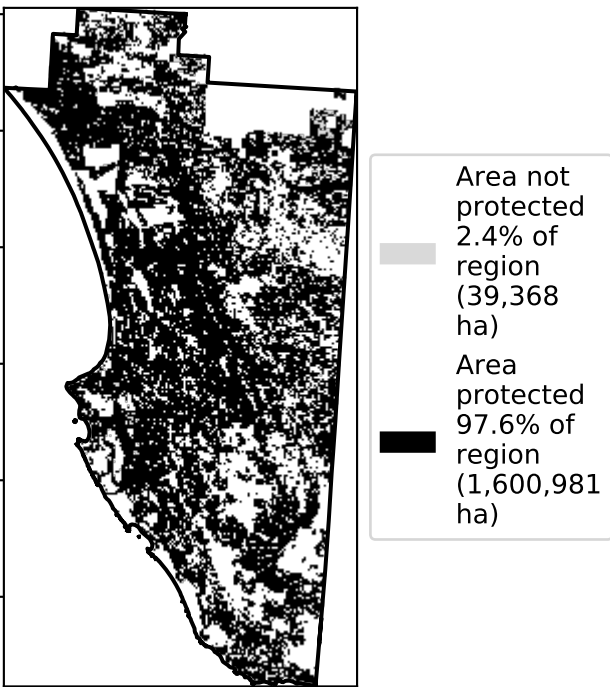 Area not
protected
2.4% of
region
(39,368
ha)
Area
protected
97.6% of
region
(1,600,981
ha)